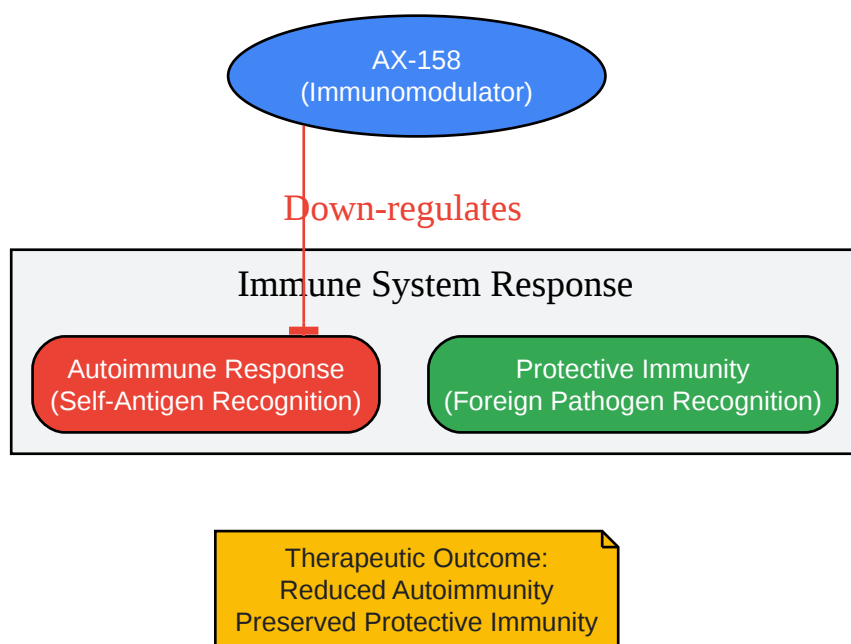 AX-158
(Immunomodulator)
Down-regulates
Immune System Response
Autoimmune Response
(Self-Antigen Recognition)
Protective Immunity
(Foreign Pathogen Recognition)
Therapeutic Outcome:
Reduced Autoimmunity
Preserved Protective Immunity